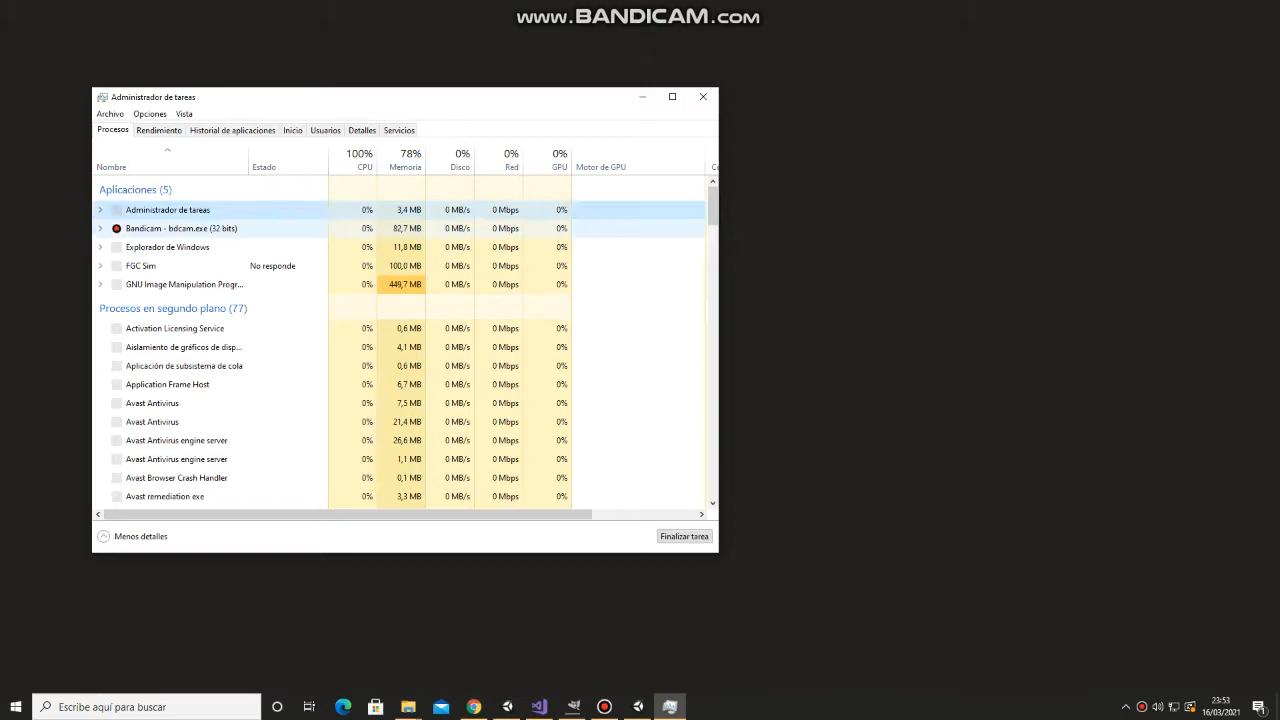 www.BANDICAM.com
Administrador de tareas
Archivo Opciones Vista
Procesos Rendimiento Historial de aplicaciones Inicio Usuarios Detalles Servicios
100% 78% 0% 0% 0%
Nombre Estado CPU Memoria Disco Red GPU Motor de GPU
Aplicaciones (5)
Administrador de tareas 0% 3,4 MB 0 MB/s 0 Mbps 0%
Bandicam - bdcam.exe (32 bits) 0% 82,7 MB 0 MB/s 0 Mbps 0%
Explorador de Windows 0% 11,8 MB 0 MB/s 0 Mbps 0%
FGC Sim No responde 0% 100,0 MB 0 MB/s 0 Mbps 0%
GNU Image Manipulation Progr... 0% 449,7 MB 0 MB/s 0 Mbps 0%
Procesos en segundo plano (77)
Activation Licensing Service 0% 0,6 MB 0 MB/s 0 Mbps 0%
Aislamiento de gráficos de disp... 0% 4,1 MB 0 MB/s 0 Mbps 0%
Aplicación de subsistema de cola 0% 0,6 MB 0 MB/s 0 Mbps 0%
Application Frame Host 0% 6,7 MB 0 MB/s 0 Mbps 0%
Avast Antivirus 0% 7,5 MB 0 MB/s 0 Mbps 0%
Avast Antivirus 0% 21,4 MB 0 MB/s 0 Mbps 0%
Avast Antivirus engine server 0% 26,6 MB 0 MB/s 0 Mbps 0%
Avast Antivirus engine server 0% 1,1 MB 0 MB/s 0 Mbps 0%
Avast Browser Crash Handler 0% 0,1 MB 0 MB/s 0 Mbps 0%
Avast remediation exe 0% 3,3 MB 0 MB/s 0 Mbps 0%
Menos detalles Finalizar tarea
Escribe aquí para buscar
23:53
16/03/2021